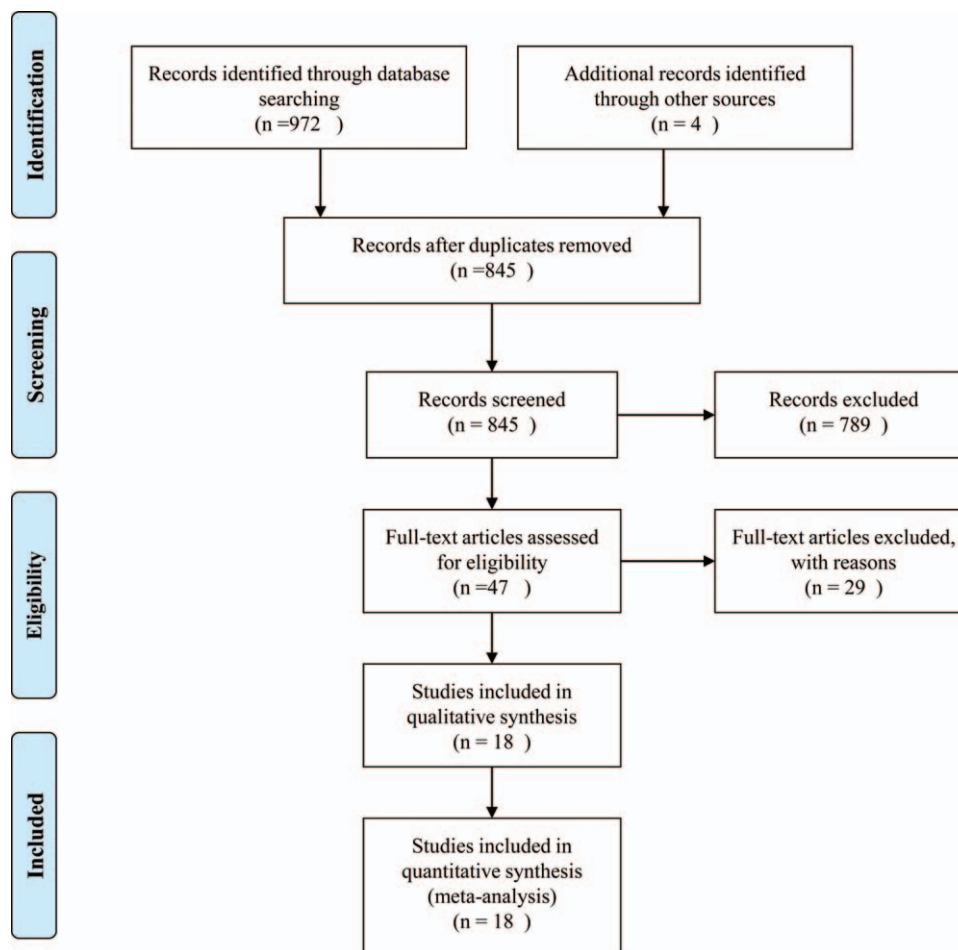 Identification
Records identified through database
searching
(n =972 )
Additional records identified
through other sources
(n = 4 )
Records after duplicates removed
(n =845 )
Screening
Records screened
(n = 845 )
Records excluded
(n = 789 )
Eligibility
Full-text articles assessed
for eligibility
(n =47 )
Full-text articles excluded,
with reasons
(n = 29 )
Studies included in
qualitative synthesis
(n = 18 )
Included
Studies included in
quantitative synthesis
(meta-analysis)
(n = 18 )